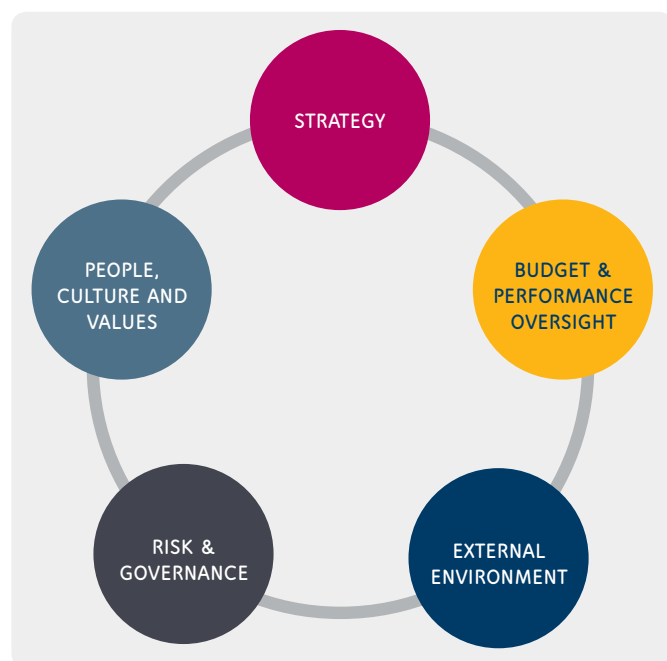 STRATEGY
BUDGET &
PERFORMANCE
OVERSIGHT
EXTERNAL
ENVIRONMENT
RISK &
GOVERNANCE
PEOPLE,
CULTURE AND
VALUES